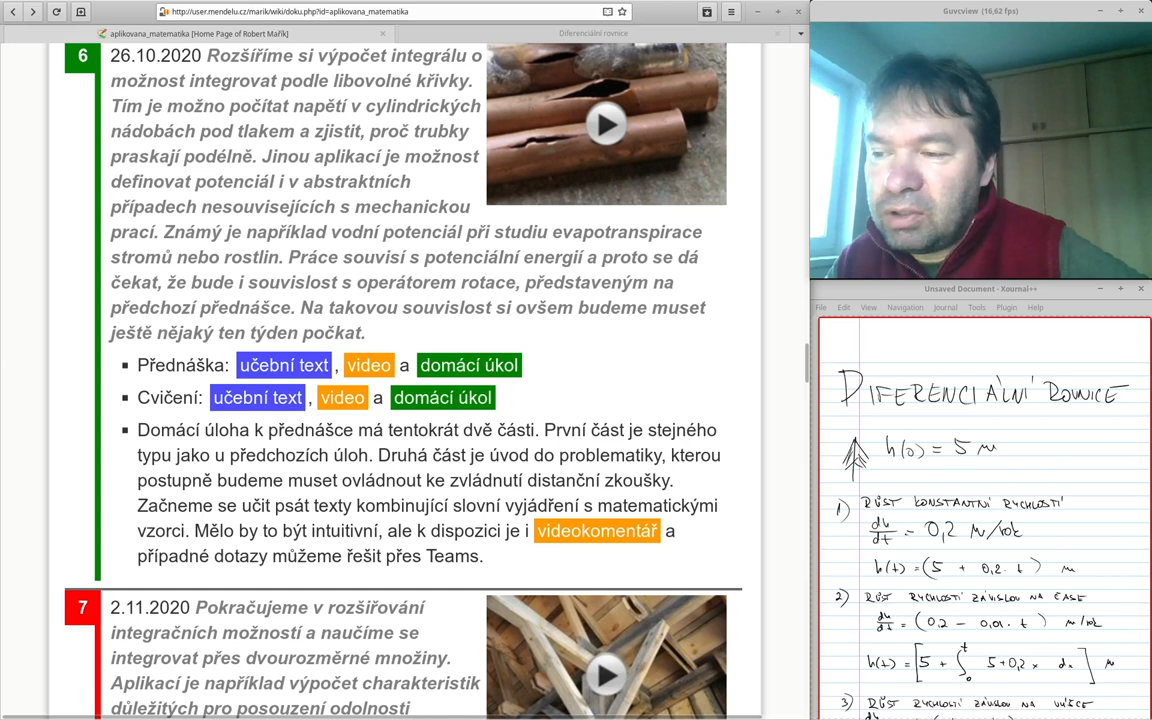 http://user.mendelu.cz/marik/wiki/doku.php?id=aplikovana_matematika
Guvcview (16,62 fps)
aplikovana_matematika [Home Page of Robert Mařík]
Diferenciální rovnice
6
26.10.2020 Rozšíříme si výpočet integrálu o
možnost integrovat podle libovolné křivky.
Tím je možno počítat napětí v cylindrických
nádobách pod tlakem a zjistit, proč trubky
praskají podélně. Jinou aplikací je možnost
definovat potenciál i v abstraktních
případech nesouvisejících s mechanickou
prací. Známý je například vodní potenciál při studiu evapotranspirace
stromů nebo rostlin. Práce souvisí s potenciální energií a proto se dá
čekat, že bude i souvislost s operátorem rotace, představeným na
předchozí přednášce. Na takovou souvislost si ovšem budeme muset
ještě nějaký ten týden počkat.
Přednáška: učební text , video a domácí úkol
Cvičení: učební text , video a domácí úkol
Domácí úloha k přednášce má tentokrát dvě části. První část je stejného
typu jako u předchozích úloh. Druhá část je úvod do problematiky, kterou
postupně budeme muset ovládnout ke zvládnutí distanční zkoušky.
Začneme se učit psát texty kombinující slovní vyjádření s matematickými
vzorci. Mělo by to být intuitivní, ale k dispozici je i videokomentář a
případné dotazy můžeme řešit přes Teams.
7
2.11.2020 Pokračujeme v rozšiřování
integračních možností a naučíme se
integrovat přes dvourozměrné množiny.
Aplikací je například výpočet charakteristik
důležitých pro posouzení odolnosti
Unsaved Document - Xournal++
File Edit View Navigation Journal Tools Plugin Help
DIFERENCIÁLNÍ ROVNICE
h(0) = 5 m
1) RŮST KONSTANTNÍ RYCHLOSTÍ
dh/dt = 0,2 m/rok
h(t) = (5 + 0,2 · t) m
2) RŮST RYCHLOSTÍ ZÁVISLOU NA ČASE
dh/dt = (0,2 - 0,01 · t) m/rok
h(t) = [5 + ∫₀ᵗ 5+0,2x dx] m
3) RŮST RYCHLOSTÍ ZÁVISLOU NA VÝŠCE
dh